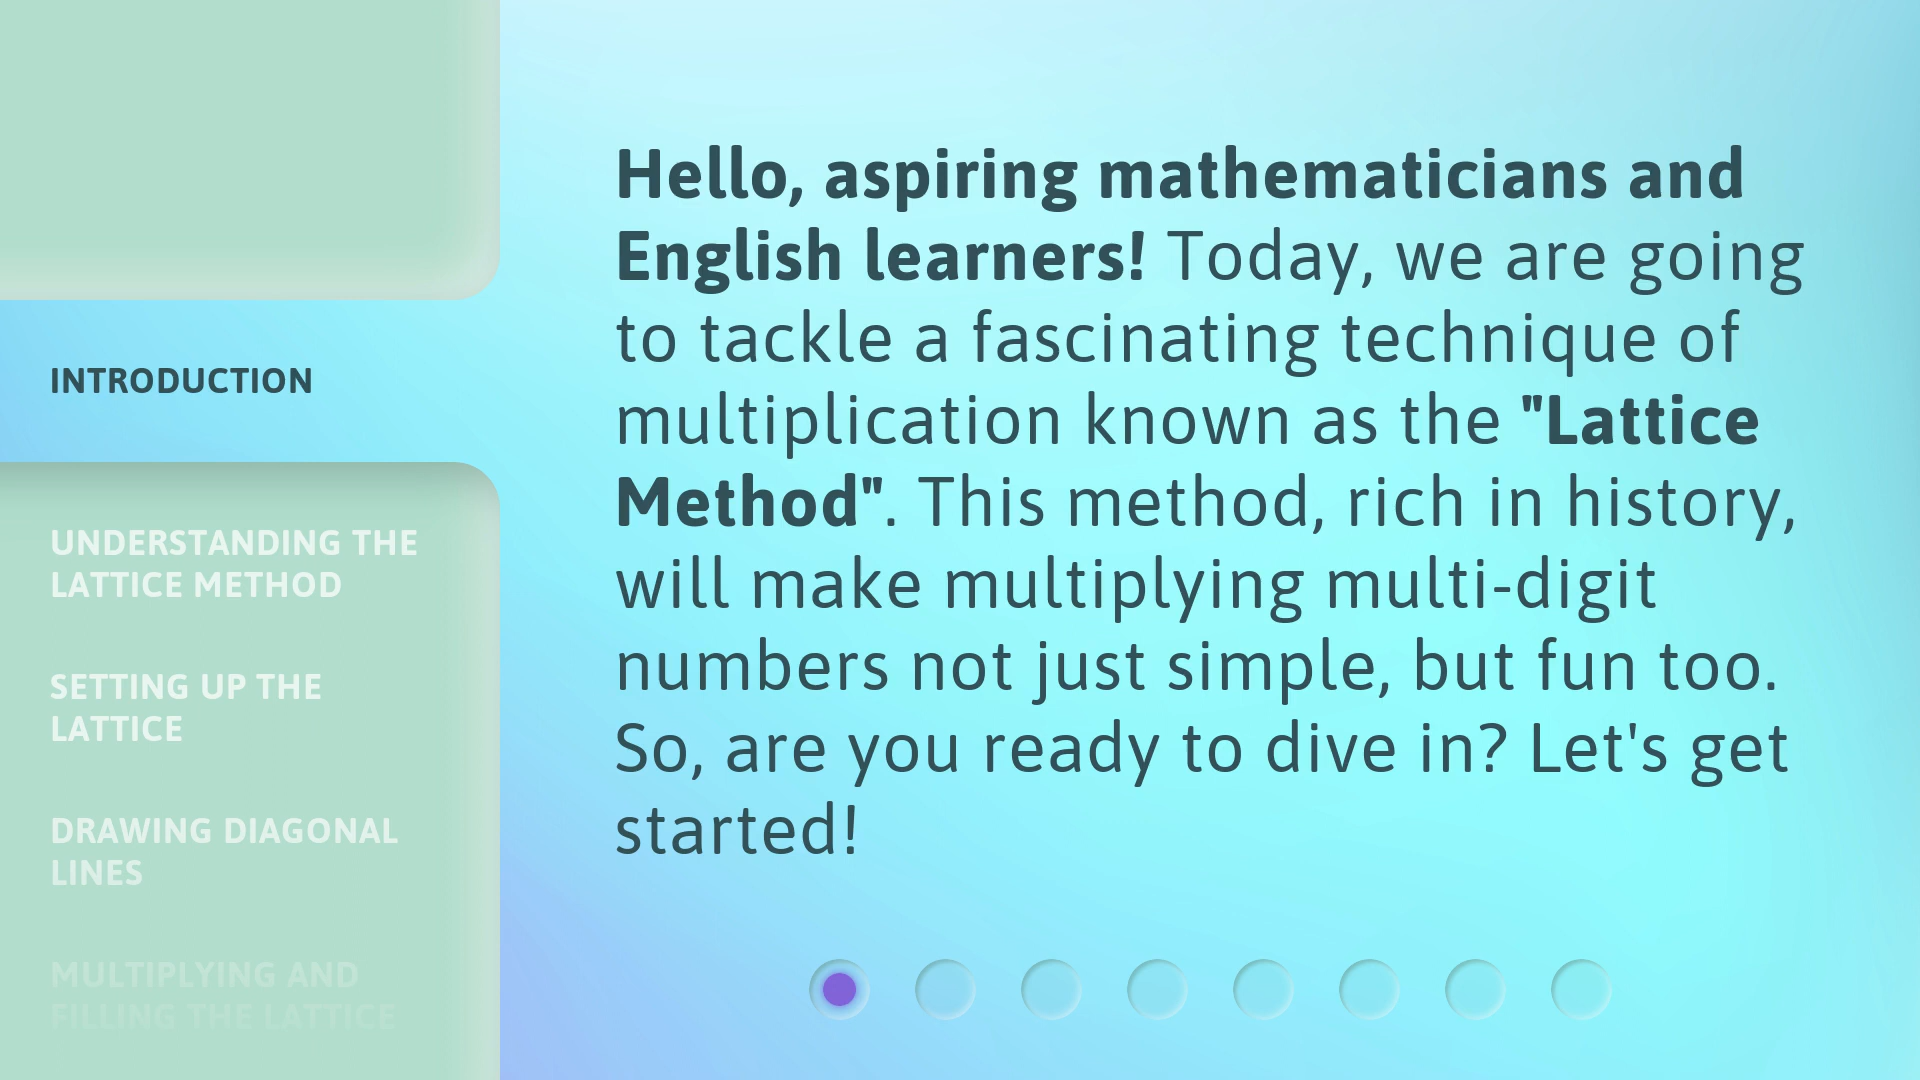 INTRODUCTION
UNDERSTANDING THE
LATTICE METHOD
SETTING UP THE
LATTICE
DRAWING DIAGONAL
LINES
MULTIPLYING AND
FILLING THE LATTICE
Hello, aspiring mathematicians and
English learners! Today, we are going
to tackle a fascinating technique of
multiplication known as the "Lattice
Method". This method, rich in history,
will make multiplying multi-digit
numbers not just simple, but fun too.
So, are you ready to dive in? Let's get
started!